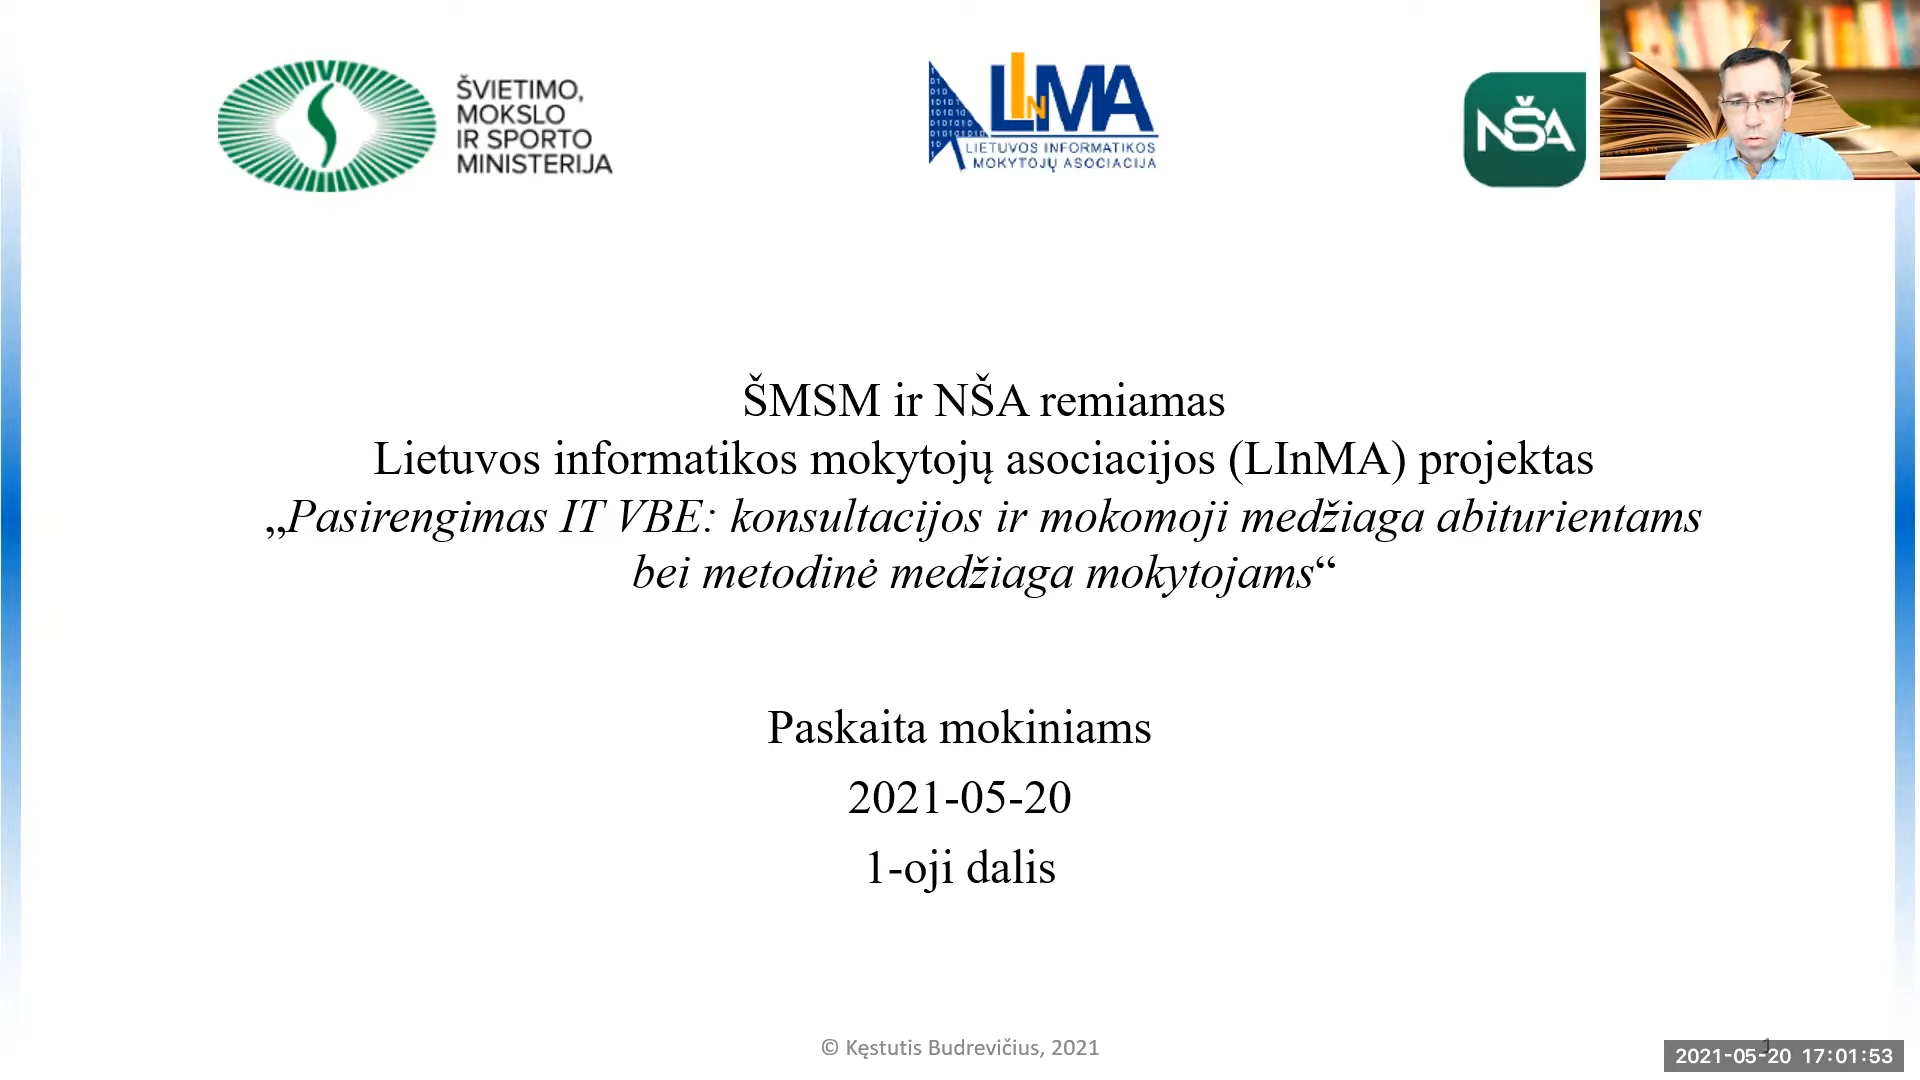 ŠVIETIMO,
MOKSLO
IR SPORTO
MINISTERIJA
LInMA
LIETUVOS INFORMATIKOS
MOKYTOJŲ ASOCIACIJA
NŠA
ŠMSM ir NŠA remiamas
Lietuvos informatikos mokytojų asociacijos (LInMA) projektas
„Pasirengimas IT VBE: konsultacijos ir mokomoji medžiaga abiturientams
bei metodinė medžiaga mokytojams“
Paskaita mokiniams
2021-05-20
1-oji dalis
© Kęstutis Budrevičius, 2021
1
2021-05-20 17:01:53